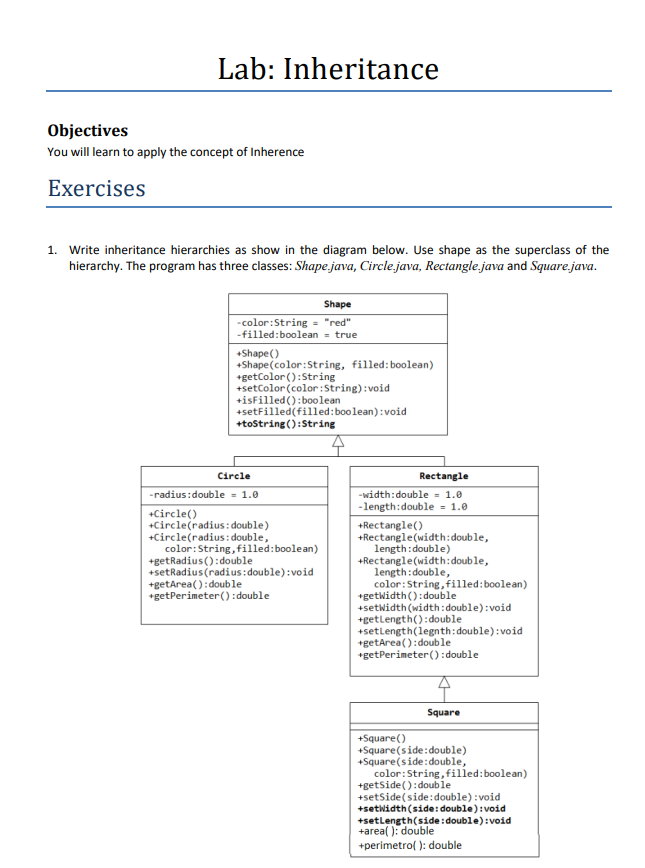 Lab: Inheritance
Objectives
You will learn to apply the concept of Inherence
Exercises
1. Write inheritance hierarchies as show in the diagram below. Use shape as the superclass of the
hierarchy. The program has three classes: Shape.java, Circle.java, Rectangle.java and Square.java.
Shape
-color:String = "red"
-filled:boolean = true
+Shape()
+Shape(color:String, filled:boolean)
+getColor():String
+setColor(color:String):void
+isFilled():boolean
+setFilled(filled:boolean):void
+toString():String
Circle
-radius:double = 1.0
+Circle()
+Circle(radius:double)
+Circle(radius:double,
color:String,filled:boolean)
+getRadius():double
+setRadius(radius:double):void
+getArea():double
+getPerimeter():double
Rectangle
-width:double = 1.0
-length:double = 1.0
+Rectangle()
+Rectangle(width:double,
length:double)
+Rectangle(width:double,
length:double,
color:String,filled:boolean)
+getWidth():double
+setWidth(width:double):void
+getLength():double
+setLength(legnth:double):void
+getArea():double
+getPerimeter():double
Square
+Square()
+Square(side:double)
+Square(side:double,
color:String,filled:boolean)
+getSide():double
+setSide(side:double):void
+setWidth(side:double):void
+setLength(side:double):void
+area( ): double
+perimetro( ): double